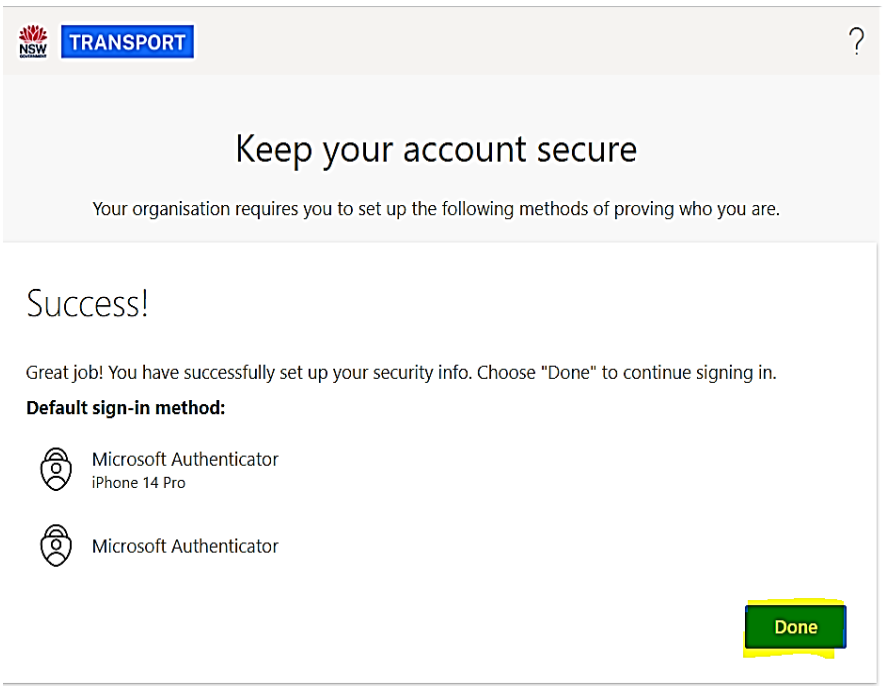 NSW
GOVERNMENT
TRANSPORT
?
Keep your account secure
Your organisation requires you to set up the following methods of proving who you are.
Success!
Great job! You have successfully set up your security info. Choose "Done" to continue signing in.
Default sign-in method:
Microsoft Authenticator
iPhone 14 Pro
Microsoft Authenticator
Done